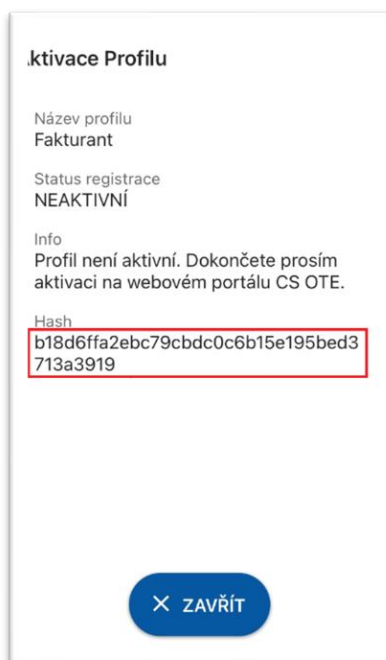 ktivace Profilu
Název profilu
Fakturant
Status registrace
NEAKTIVNÍ
Info
Profil není aktivní. Dokončete prosím
aktivaci na webovém portálu CS OTE.
Hash
b18d6ffa2ebc79cbdc0c6b15e195bed3
713a3919
ZAVŘÍT